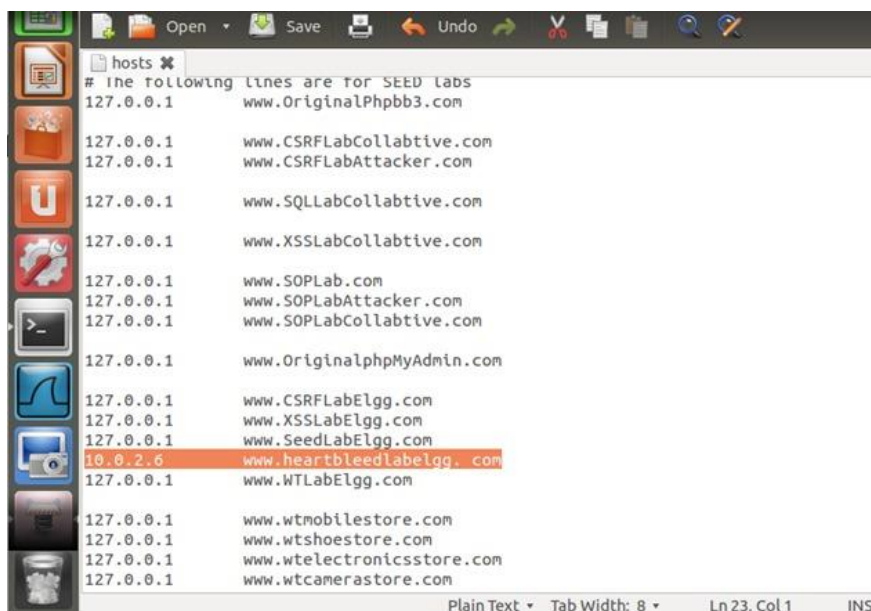 Open Save Undo
hosts
# The following lines are for SEED labs
127.0.0.1 www.OriginalPhpbb3.com
127.0.0.1 www.CSRFLabCollabtive.com
127.0.0.1 www.CSRFLabAttacker.com
127.0.0.1 www.SQLLabCollabtive.com
127.0.0.1 www.XSSLabCollabtive.com
127.0.0.1 www.SOPLab.com
127.0.0.1 www.SOPLabAttacker.com
127.0.0.1 www.SOPLabCollabtive.com
127.0.0.1 www.OriginalphpMyAdmin.com
127.0.0.1 www.CSRFLabElgg.com
127.0.0.1 www.XSSLabElgg.com
127.0.0.1 www.SeedLabElgg.com
10.0.2.6 www.heartbleedlabelgg. com
127.0.0.1 www.WTLabElgg.com
127.0.0.1 www.wtmobilestore.com
127.0.0.1 www.wtshoestore.com
127.0.0.1 www.wtelectronicsstore.com
127.0.0.1 www.wtcamerastore.com
Plain Text Tab Width: 8 Ln 23, Col 1 INS